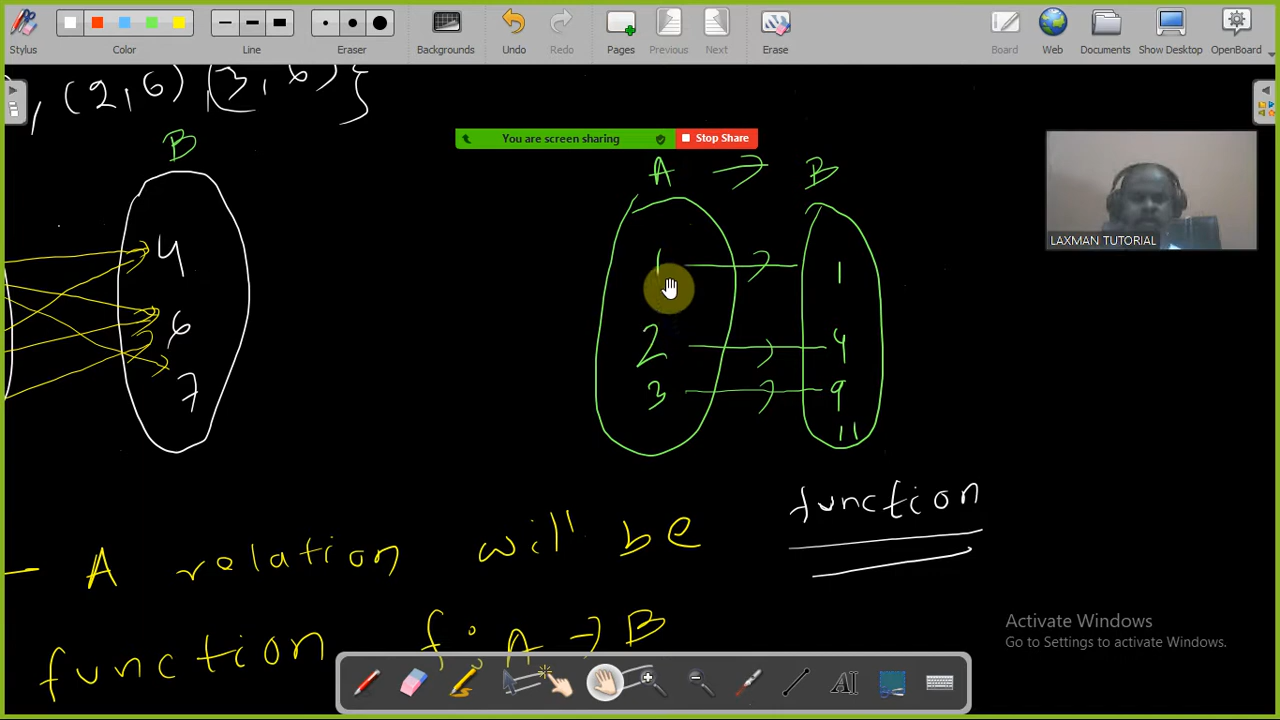 Stylus Color Line Eraser Backgrounds Undo Redo Pages Previous Next Erase Board Web Documents Show Desktop OpenBoard
, (2,6) (3,6)}
You are screen sharing Stop Share
B
A → B
LAXMAN TUTORIAL
4
6
7
1 1
2 4
3 9
11
function
- A relation will be
function f: A → B
Activate Windows
Go to Settings to activate Windows.